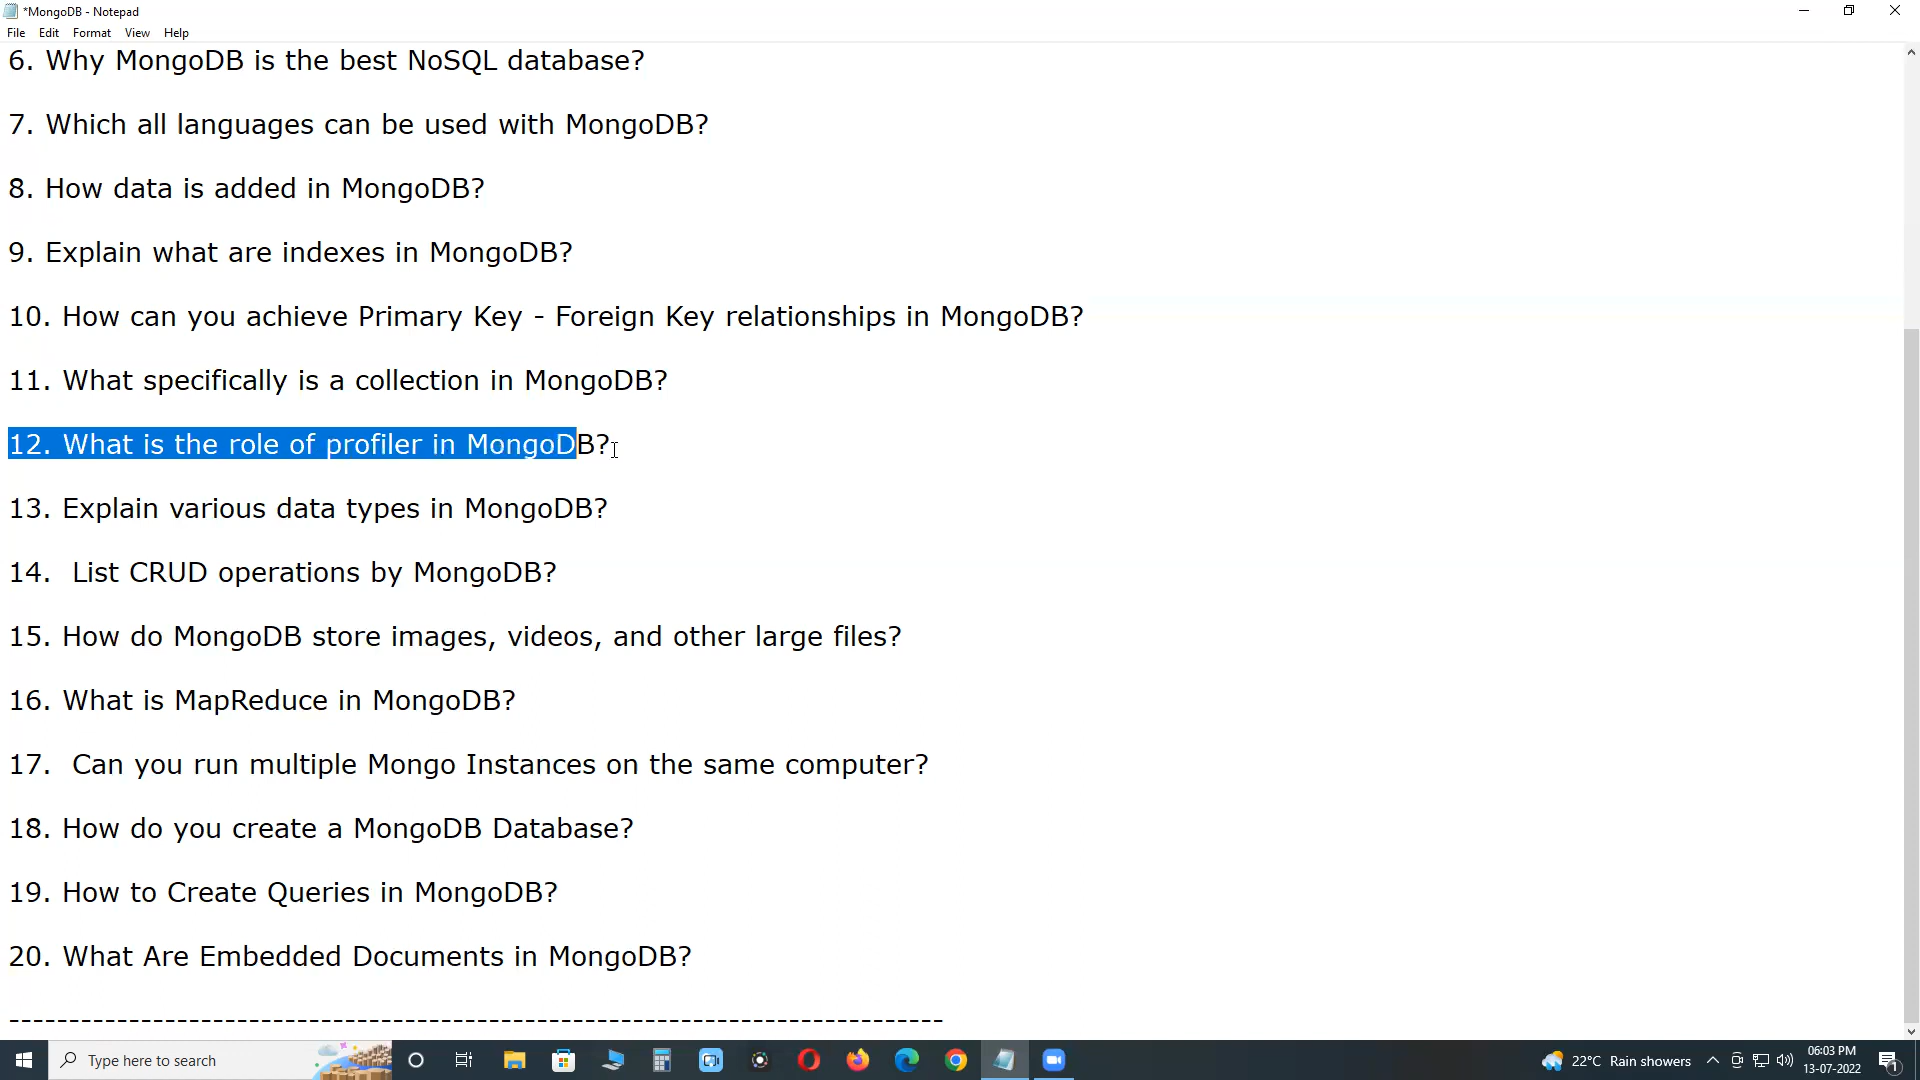 *MongoDB - Notepad
File Edit Format View Help
6. Why MongoDB is the best NoSQL database?
7. Which all languages can be used with MongoDB?
8. How data is added in MongoDB?
9. Explain what are indexes in MongoDB?
10. How can you achieve Primary Key - Foreign Key relationships in MongoDB?
11. What specifically is a collection in MongoDB?
12. What is the role of profiler in MongoDB?
13. Explain various data types in MongoDB?
14.  List CRUD operations by MongoDB?
15. How do MongoDB store images, videos, and other large files?
16. What is MapReduce in MongoDB?
17.  Can you run multiple Mongo Instances on the same computer?
18. How do you create a MongoDB Database?
19. How to Create Queries in MongoDB?
20. What Are Embedded Documents in MongoDB?
------------------------------------------------------------------------------
Type here to search
22°C Rain showers
06:03 PM
13-07-2022
1